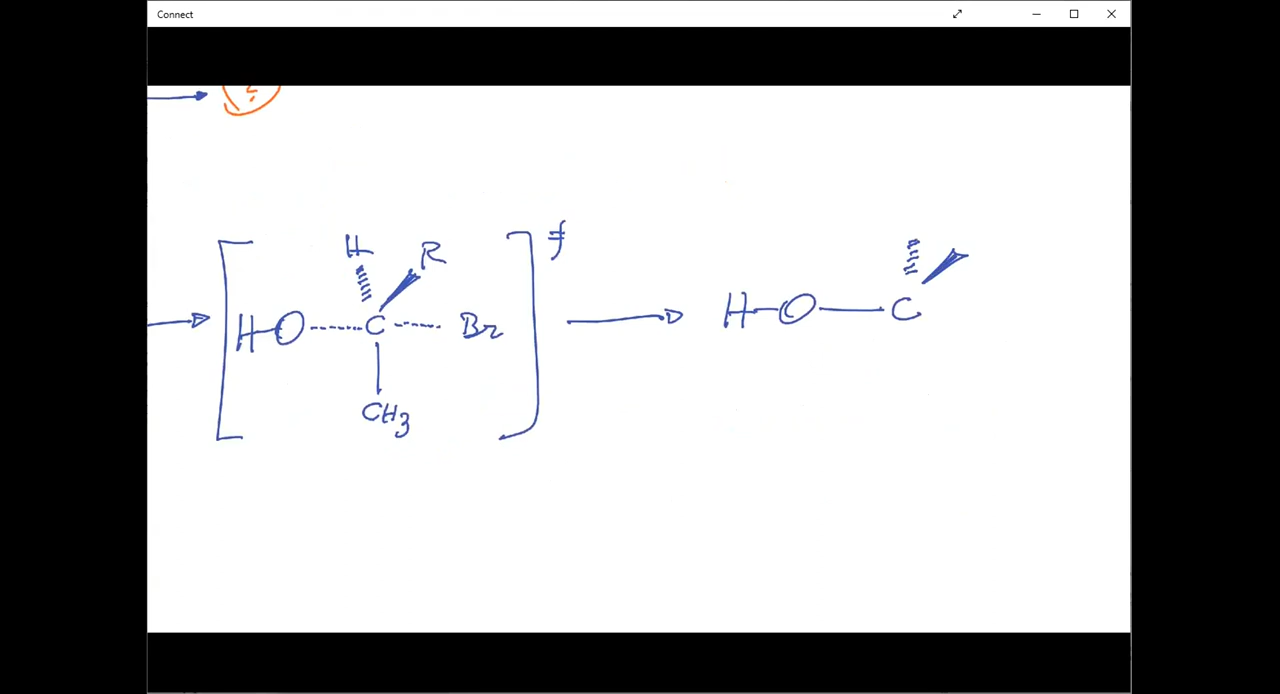 Connect
?
H R
HO C Br ‡
CH3
H-O-C